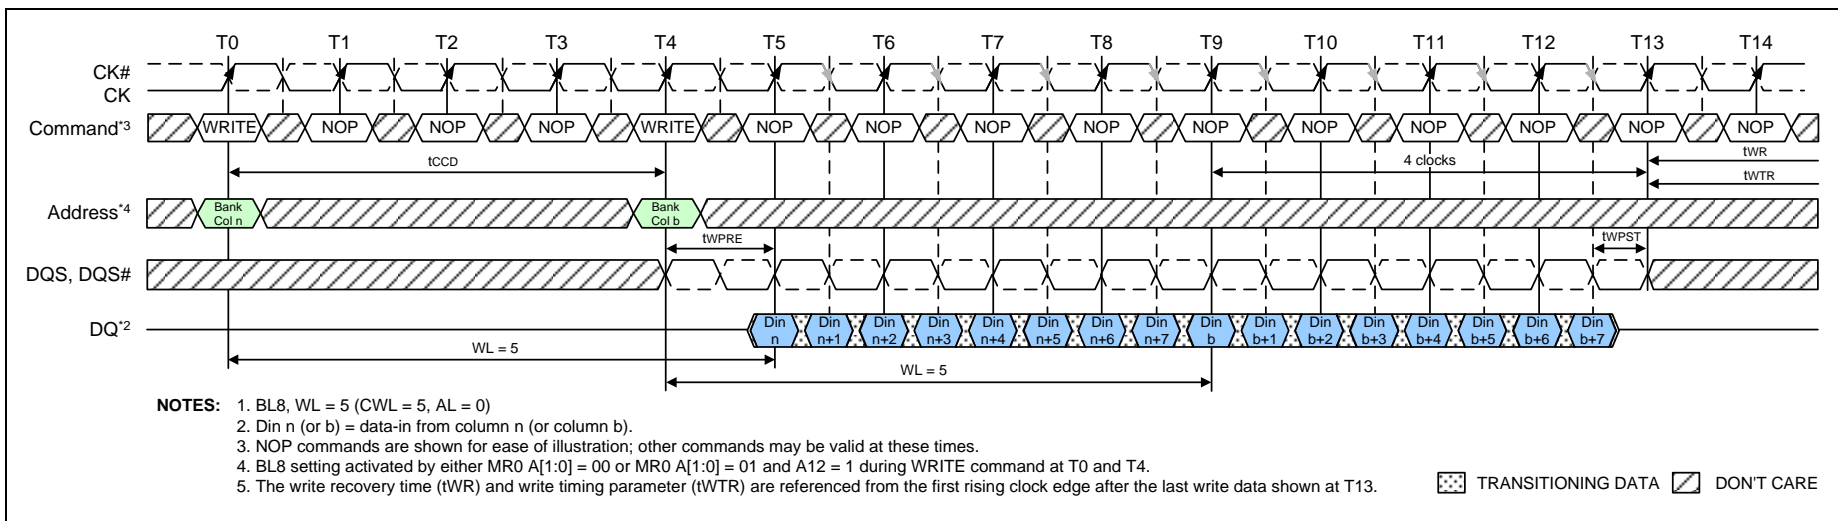 T0 T1 T2 T3 T4 T5 T6 T7 T8 T9 T10 T11 T12 T13 T14
CK#
CK
Command*3 WRITE NOP NOP NOP WRITE NOP NOP NOP NOP NOP NOP NOP NOP NOP NOP
tCCD 4 clocks tWR
tWTR
Address*4 Bank Col n Bank Col b
tWPRE tWPST
DQS, DQS#
DQ*2 Din n Din n+1 Din n+2 Din n+3 Din n+4 Din n+5 Din n+6 Din n+7 Din b Din b+1 Din b+2 Din b+3 Din b+4 Din b+5 Din b+6 Din b+7
WL = 5
WL = 5
NOTES: 1. BL8, WL = 5 (CWL = 5, AL = 0)
2. Din n (or b) = data-in from column n (or column b).
3. NOP commands are shown for ease of illustration; other commands may be valid at these times.
4. BL8 setting activated by either MR0 A[1:0] = 00 or MR0 A[1:0] = 01 and A12 = 1 during WRITE command at T0 and T4.
5. The write recovery time (tWR) and write timing parameter (tWTR) are referenced from the first rising clock edge after the last write data shown at T13.
TRANSITIONING DATA DON'T CARE